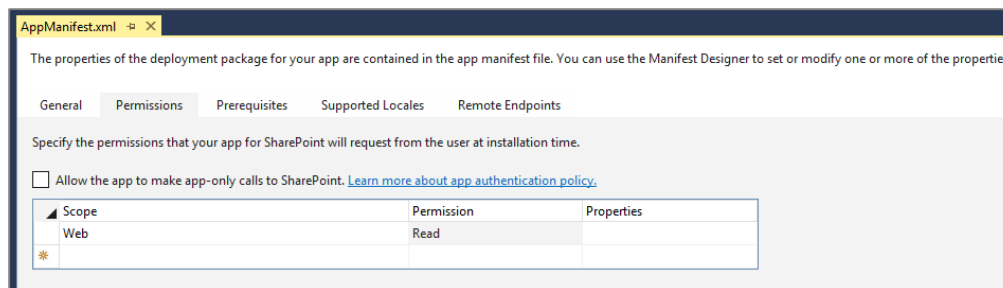 AppManifest.xml
The properties of the deployment package for your app are contained in the app manifest file. You can use the Manifest Designer to set or modify one or more of the propertie
General Permissions Prerequisites Supported Locales Remote Endpoints
Specify the permissions that your app for SharePoint will request from the user at installation time.
Allow the app to make app-only calls to SharePoint. Learn more about app authentication policy.
Scope Permission Properties
Web Read